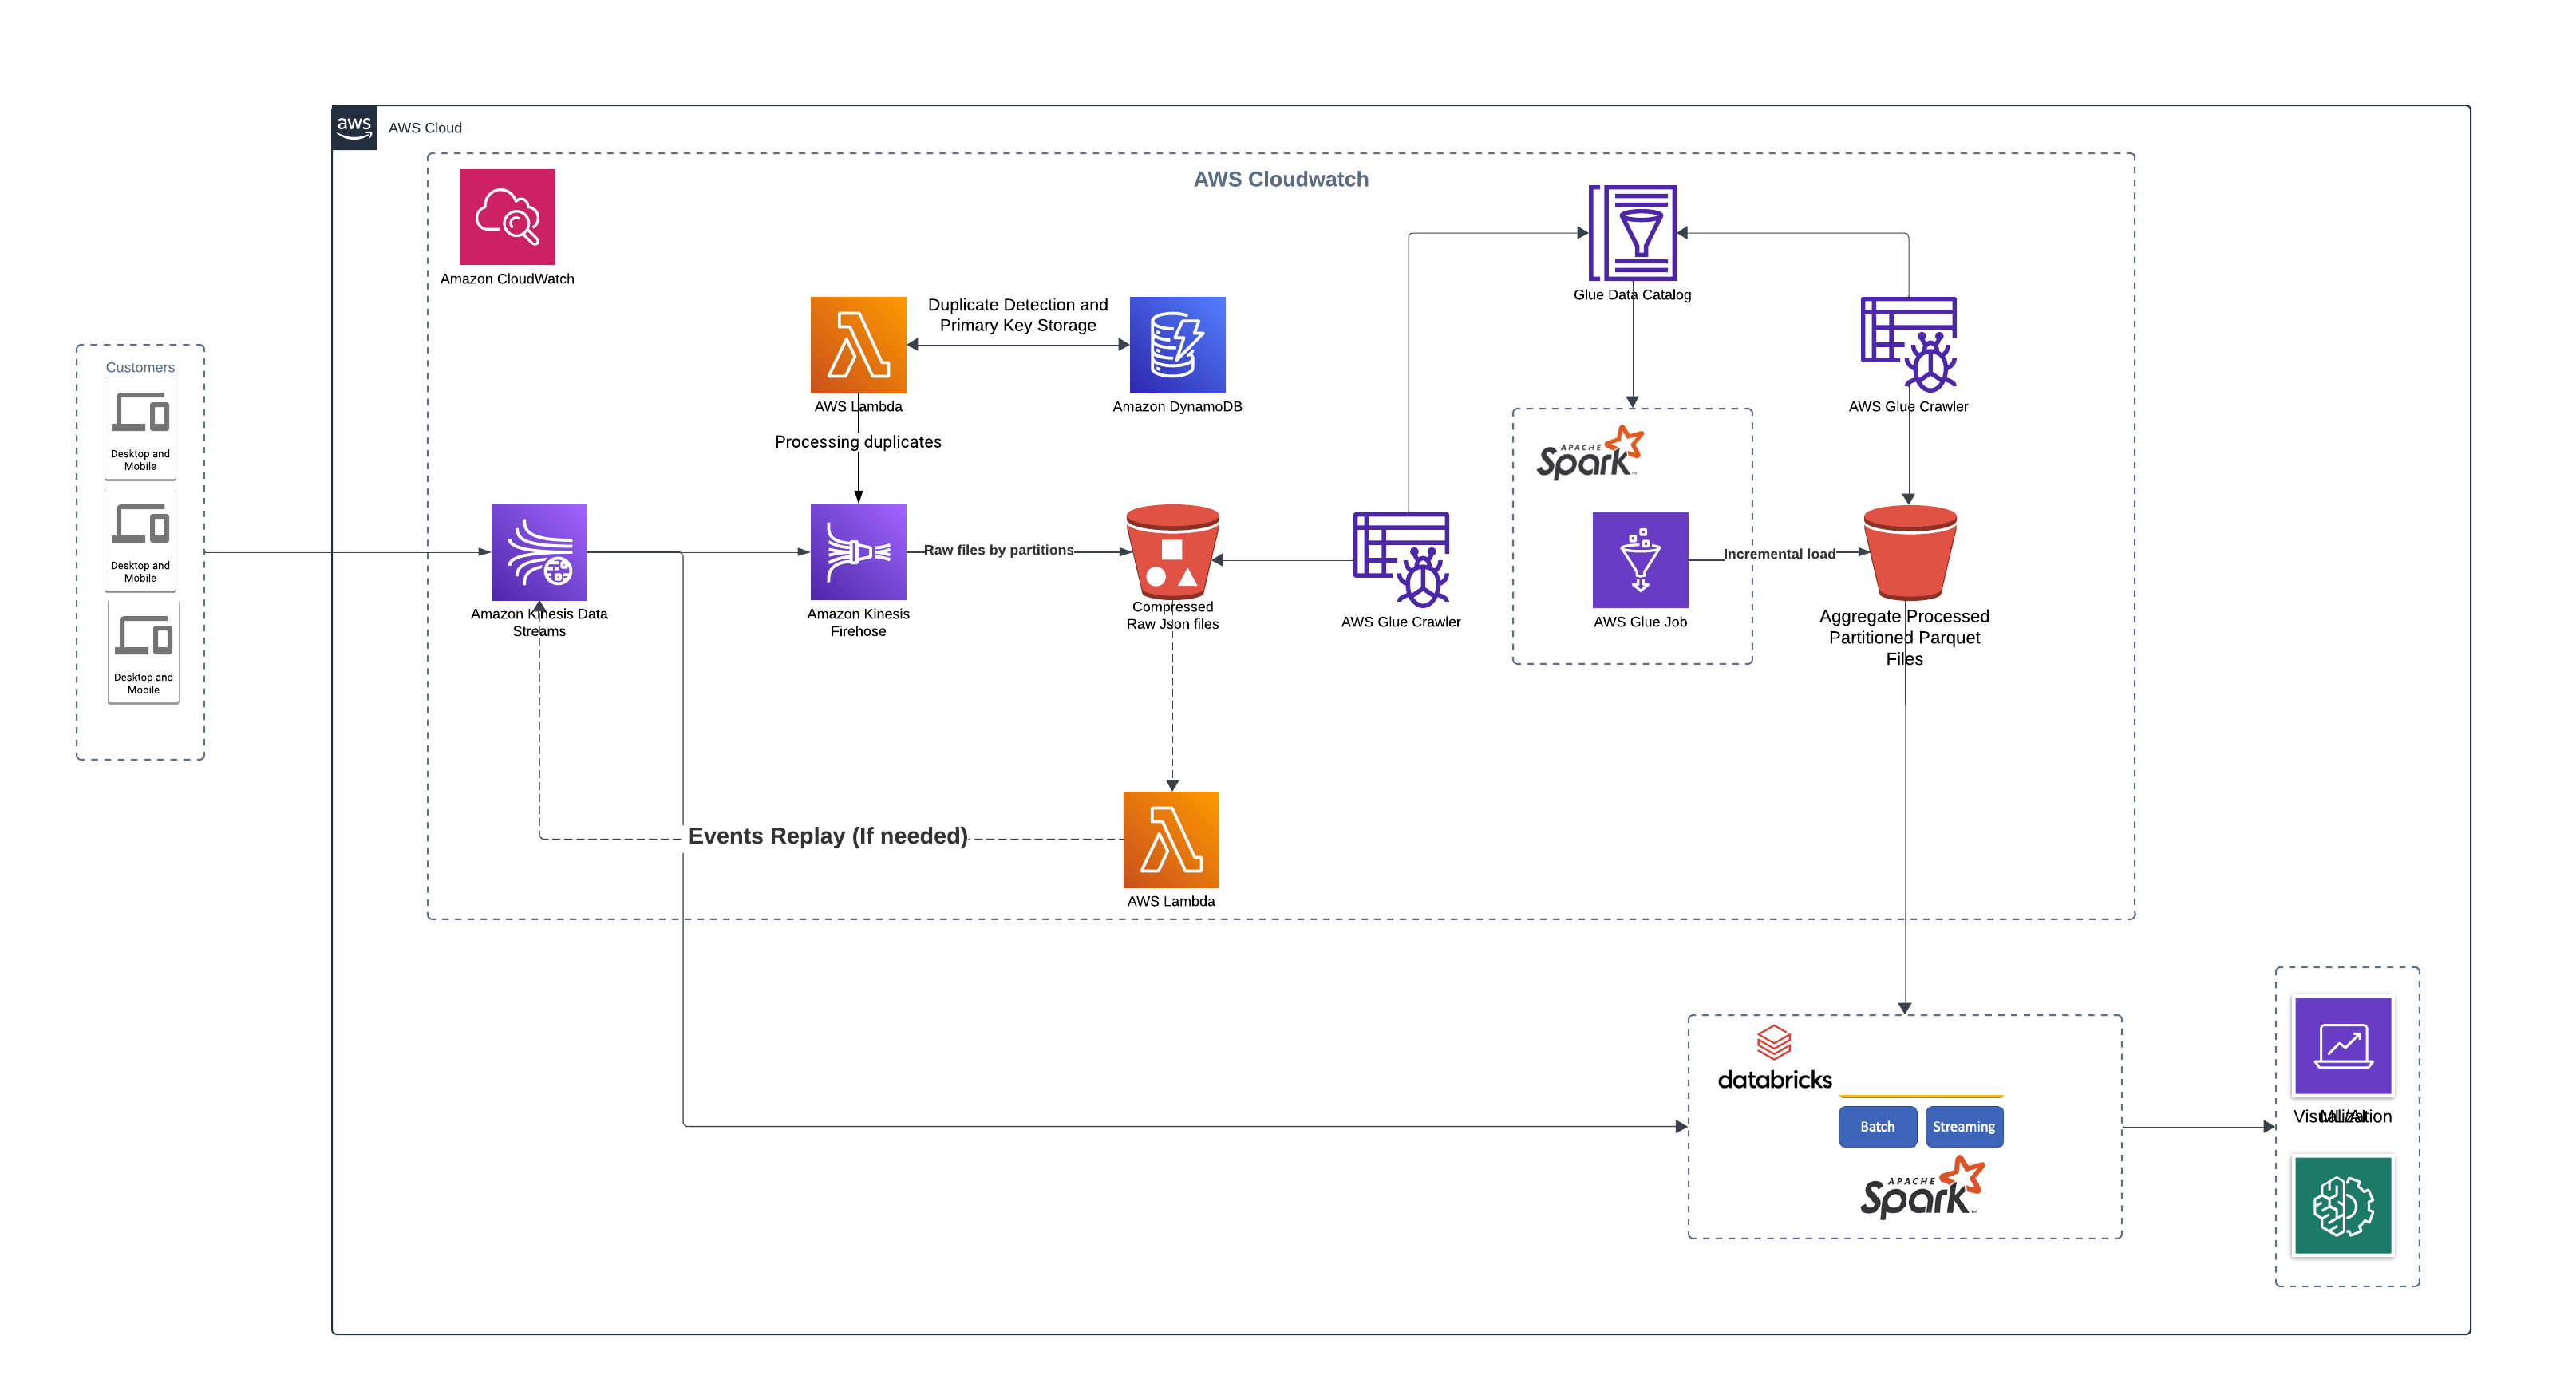 aws
AWS Cloud
AWS Cloudwatch
Amazon CloudWatch
Customers
Desktop and
Mobile
Desktop and
Mobile
Desktop and
Mobile
Duplicate Detection and
Primary Key Storage
AWS Lambda
Amazon DynamoDB
Processing duplicates
Glue Data Catalog
AWS Glue Crawler
APACHE
Spark
Amazon Kinesis Data
Streams
Amazon Kinesis
Firehose
Raw files by partitions
Compressed
Raw Json files
AWS Glue Crawler
AWS Glue Job
Incremental load
Aggregate Processed
Partitioned Parquet
Files
Events Replay (If needed)
AWS Lambda
databricks
Batch
Streaming
APACHE
Spark
Visualization
ML/AI